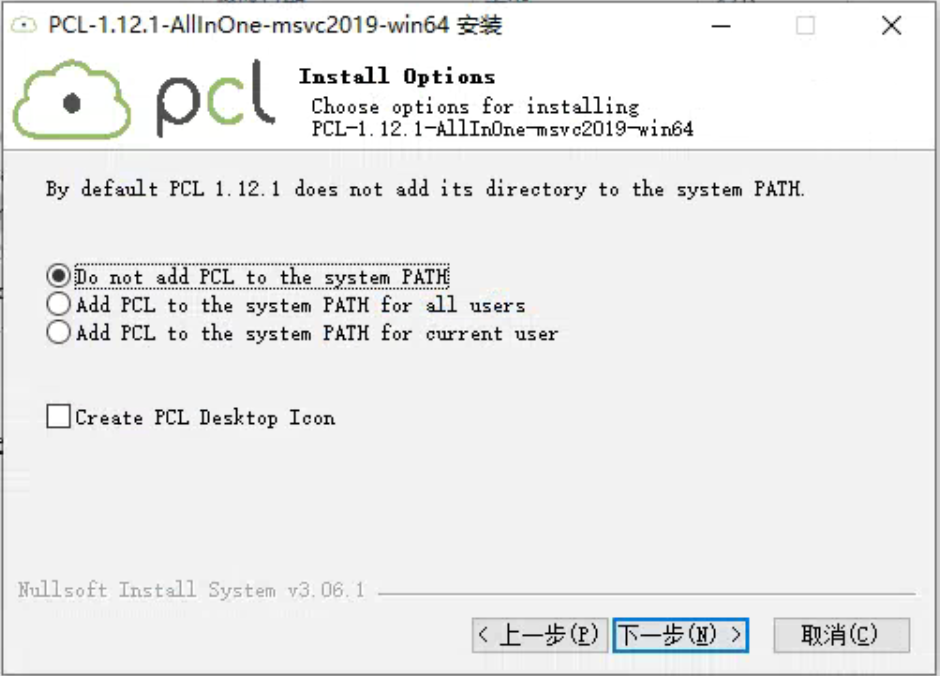 PCL-1.12.1-AllInOne-msvc2019-win64 安装
pcl
Install Options
Choose options for installing
PCL-1.12.1-AllInOne-msvc2019-win64
By default PCL 1.12.1 does not add its directory to the system PATH.
Do not add PCL to the system PATH
Add PCL to the system PATH for all users
Add PCL to the system PATH for current user
Create PCL Desktop Icon
Nullsoft Install System v3.06.1
< 上一步(P) 下一步(N) > 取消(C)